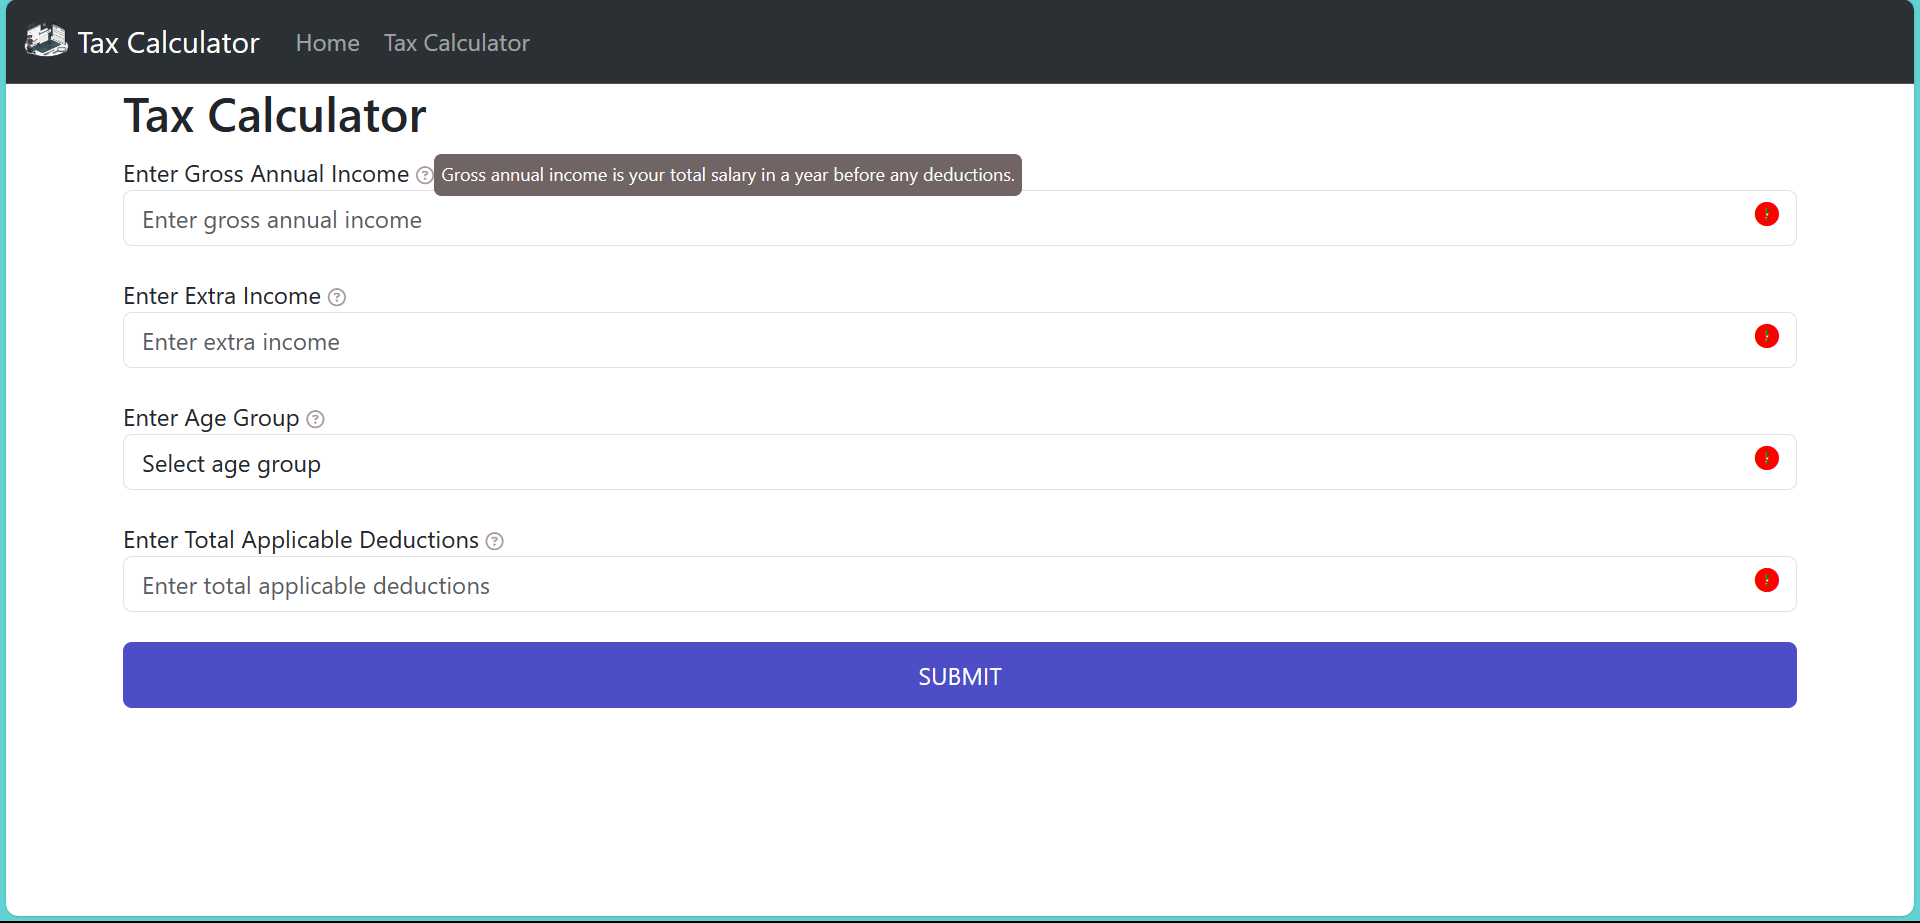 Tax Calculator Home Tax Calculator
Tax Calculator
Enter Gross Annual Income ? Gross annual income is your total salary in a year before any deductions.
Enter gross annual income
Enter Extra Income ?
Enter extra income
Enter Age Group ?
Select age group
Enter Total Applicable Deductions ?
Enter total applicable deductions
SUBMIT